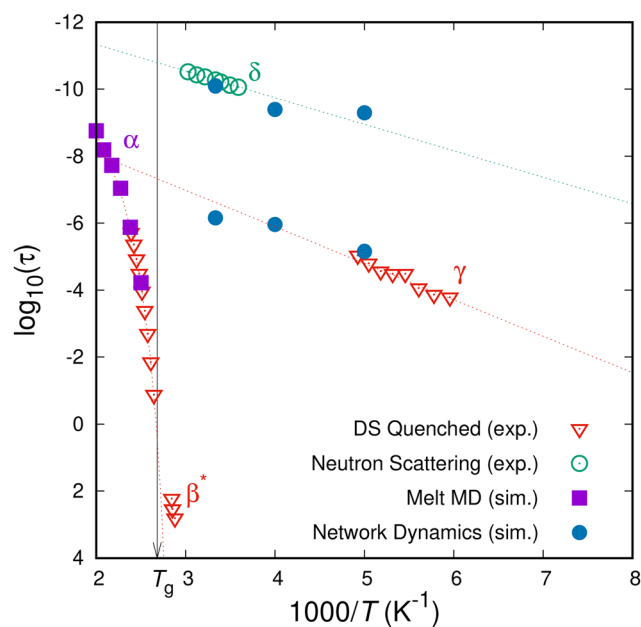 -12
-10
-8
-6
-4
-2
0
2
4
log₁₀(τ)
δ
α
γ
β*
DS Quenched (exp.)
Neutron Scattering (exp.)
Melt MD (sim.)
Network Dynamics (sim.)
2 T_g 3 4 5 6 7 8
1000/T (K⁻¹)